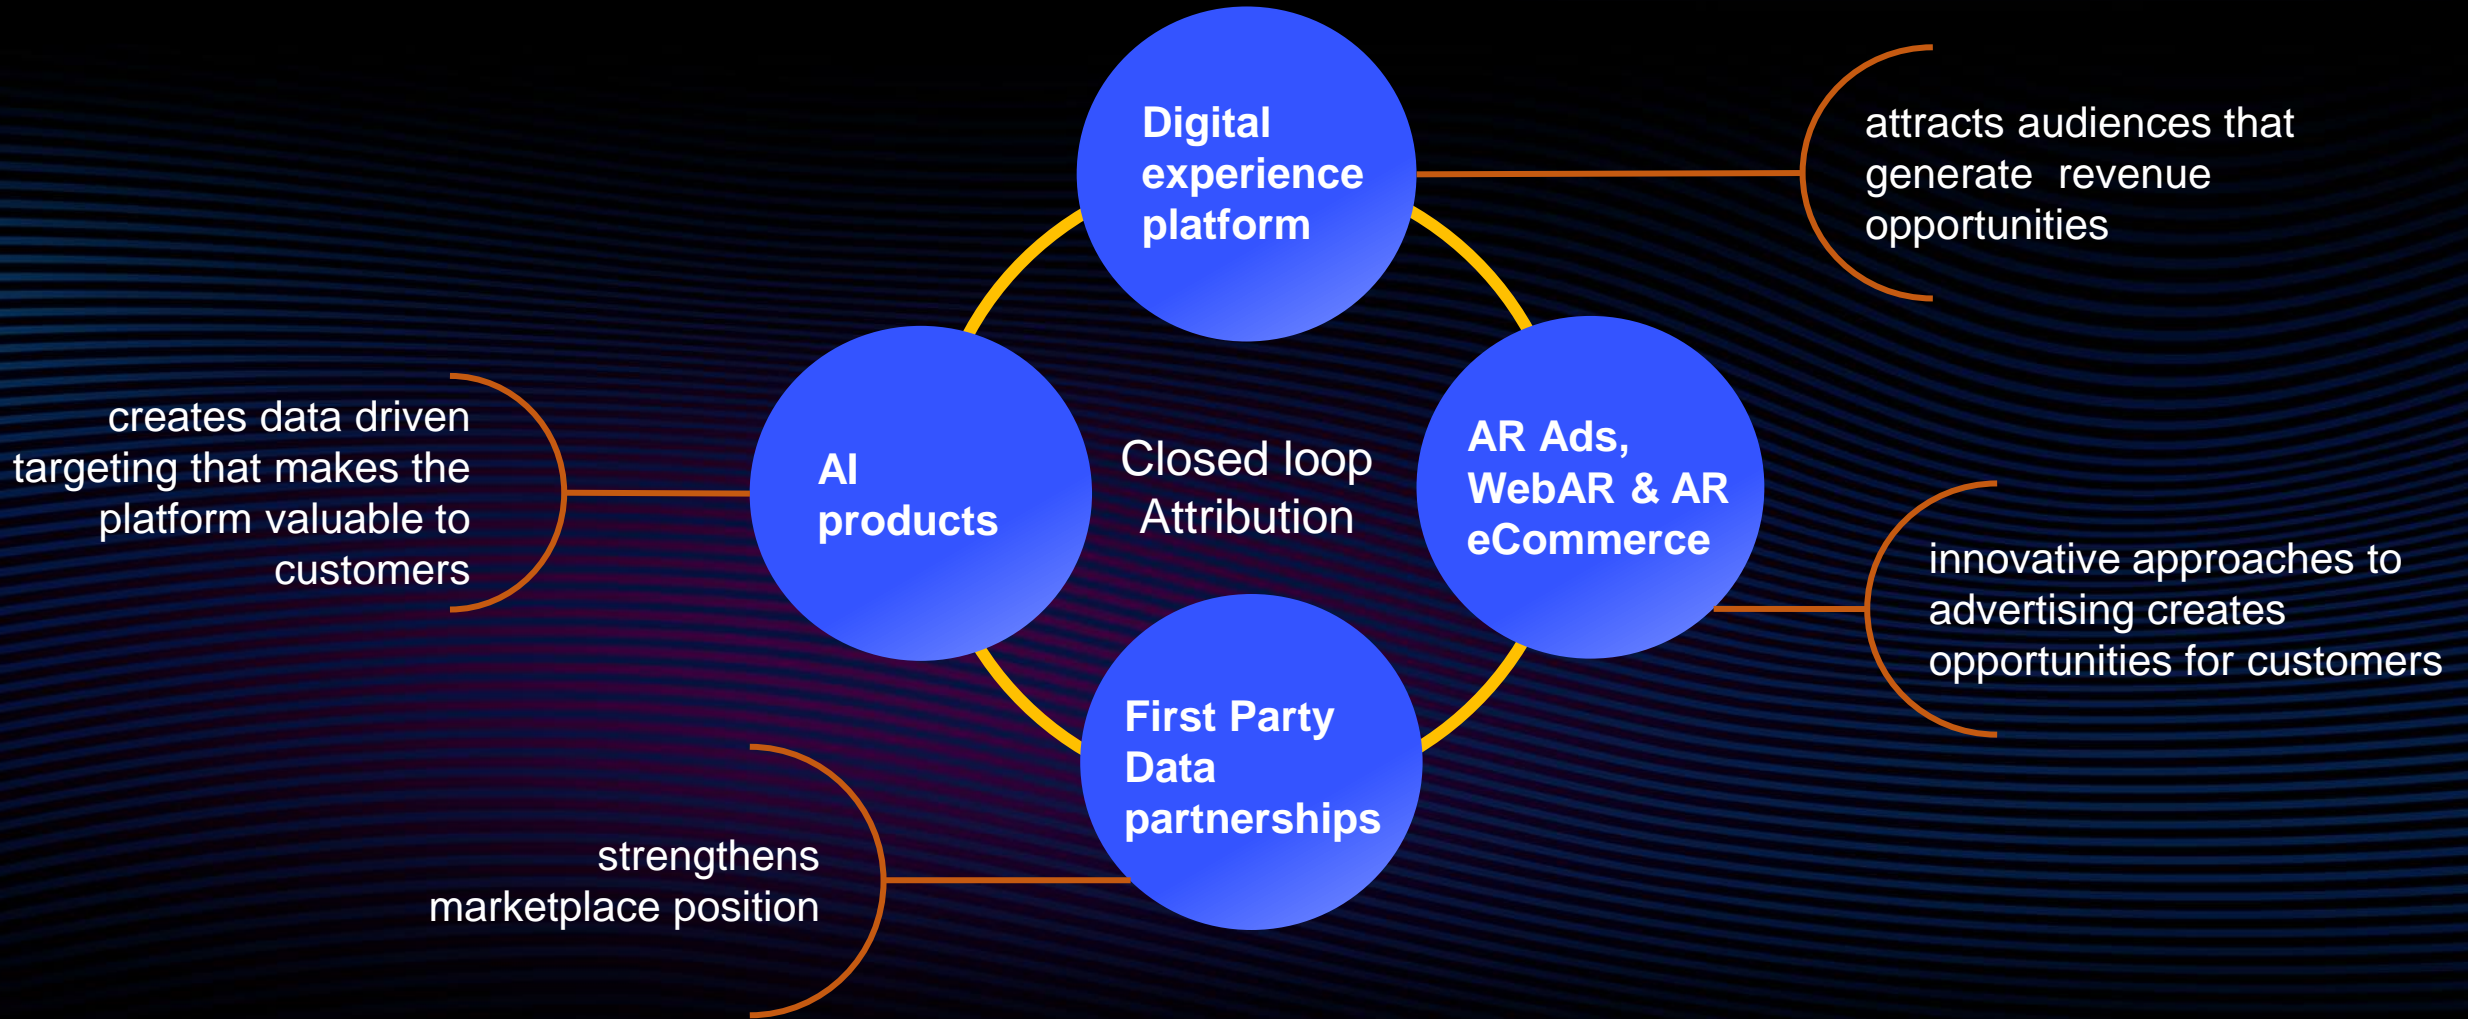 Digital
experience
platform
attracts audiences that
generate revenue
opportunities
creates data driven
targeting that makes the
platform valuable to
customers
AI
products
Closed loop
Attribution
AR Ads,
WebAR & AR
eCommerce
innovative approaches to
advertising creates
opportunities for customers
First Party
Data
partnerships
strengthens
marketplace position